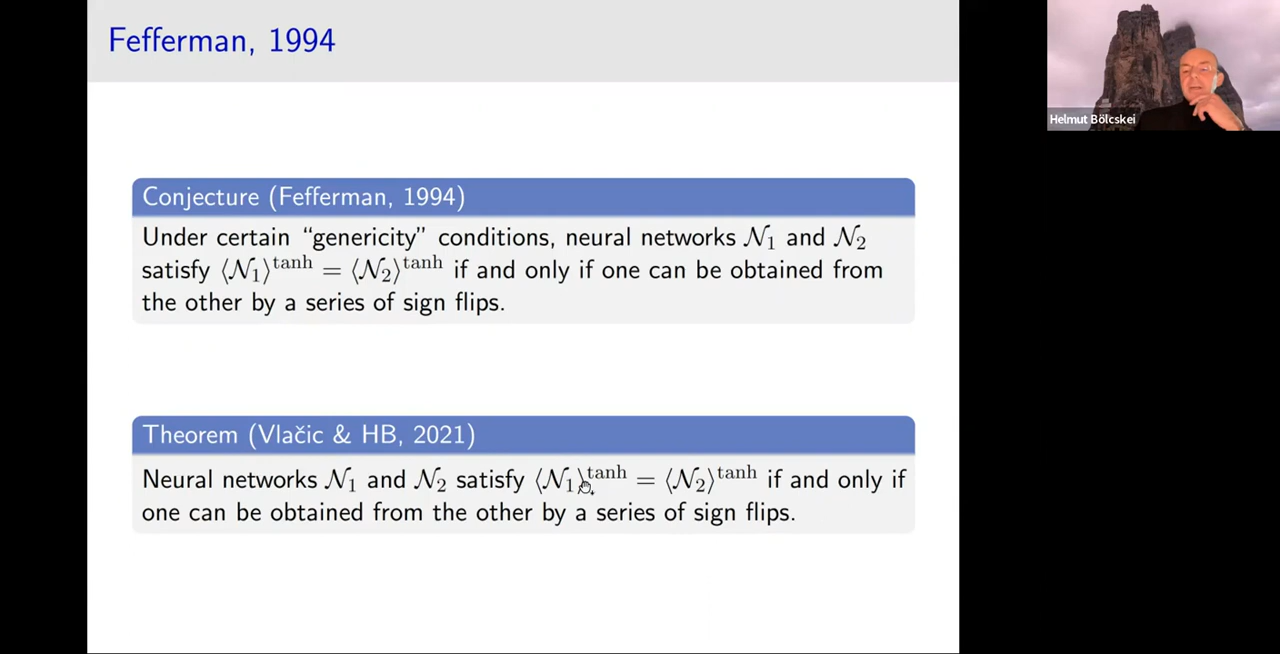 Fefferman, 1994
Helmut Bölcskei
Conjecture (Fefferman, 1994)
Under certain “genericity” conditions, neural networks 𝒩₁ and 𝒩₂
satisfy ⟨𝒩₁⟩^tanh = ⟨𝒩₂⟩^tanh if and only if one can be obtained from
the other by a series of sign flips.
Theorem (Vlačic & HB, 2021)
Neural networks 𝒩₁ and 𝒩₂ satisfy ⟨𝒩₁⟩^tanh = ⟨𝒩₂⟩^tanh if and only if
one can be obtained from the other by a series of sign flips.